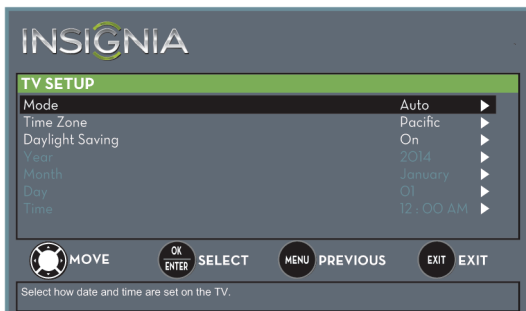 INSIGNIA
TV SETUP
Mode Auto
Time Zone Pacific
Daylight Saving On
Year 2014
Month January
Day 01
Time 12 : 00 AM
MOVE OK ENTER SELECT MENU PREVIOUS EXIT EXIT
Select how date and time are set on the TV.